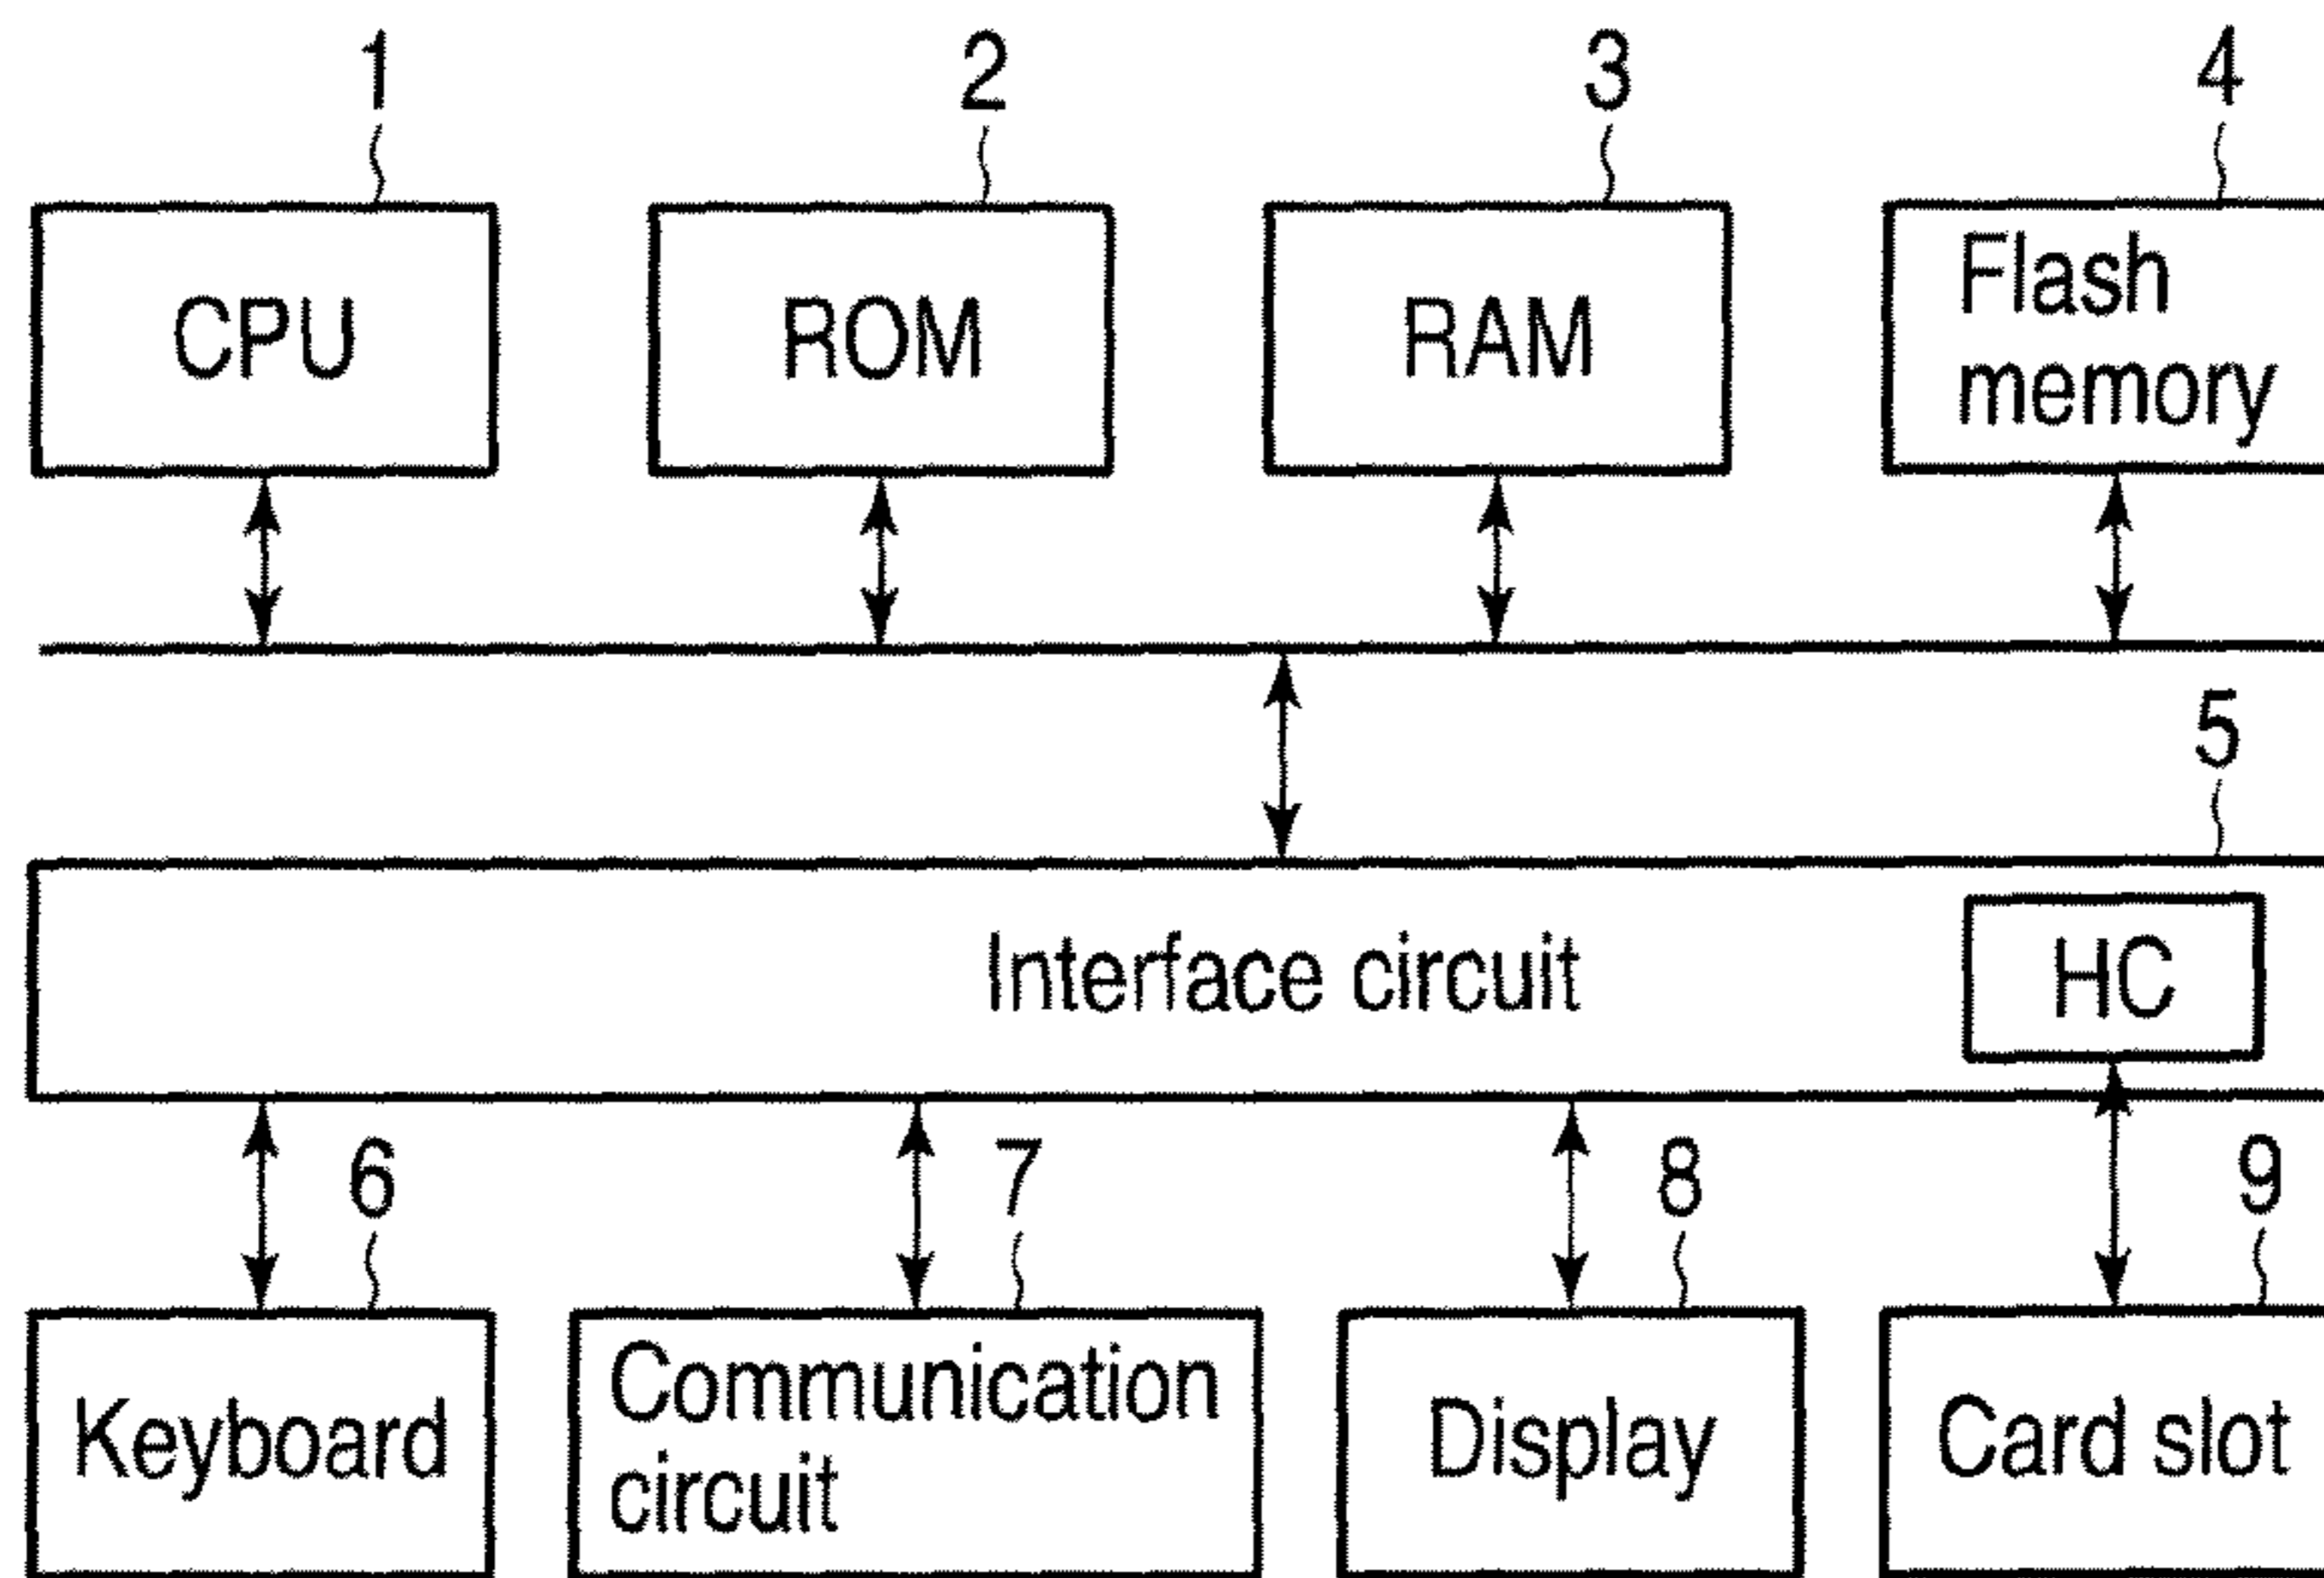 1 2 3 4
CPU ROM RAM Flash
memory
5
Interface circuit HC
6 7 8 9
Keyboard Communication
circuit Display Card slot